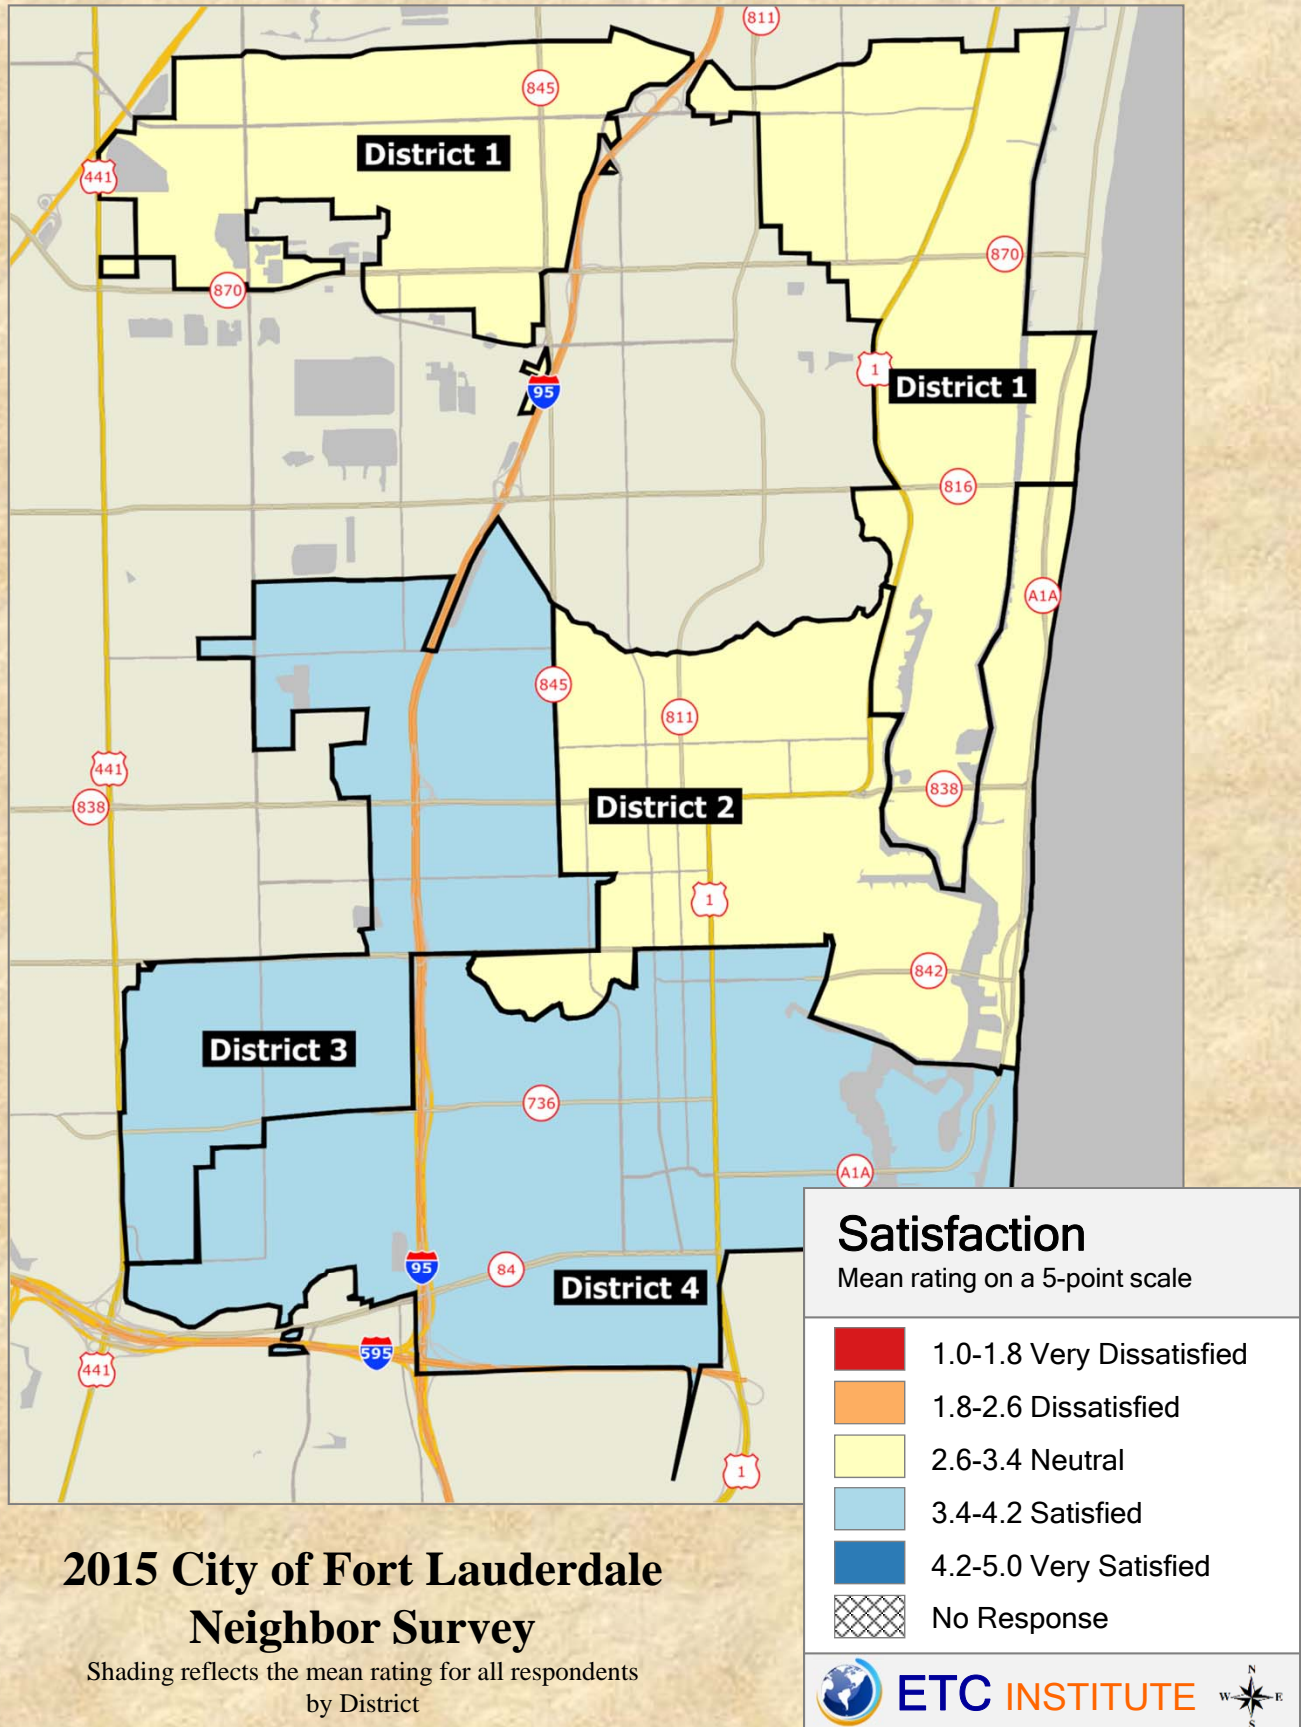 811
845
District 1
441
870
870
95
1
District 1
816
A1A
845
811
441
838
838
District 2
1
842
District 3
736
A1A
95
84
District 4
595
441
1
Satisfaction
Mean rating on a 5-point scale
1.0-1.8 Very Dissatisfied
1.8-2.6 Dissatisfied
2.6-3.4 Neutral
3.4-4.2 Satisfied
4.2-5.0 Very Satisfied
No Response
2015 City of Fort Lauderdale
Neighbor Survey
Shading reflects the mean rating for all respondents
by District
ETC INSTITUTE
N
W E
S